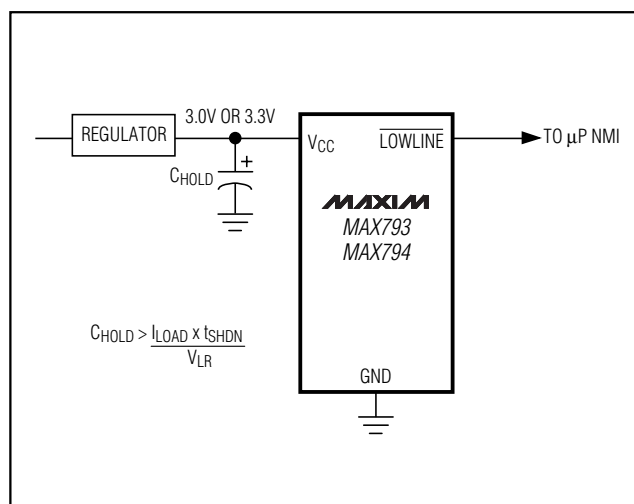 3.0V OR 3.3V
REGULATOR
VCC
LOWLINE
TO µP NMI
+
CHOLD
MAXIM
MAX793
MAX794
CHOLD > ILOAD x tSHDN
VLR
GND